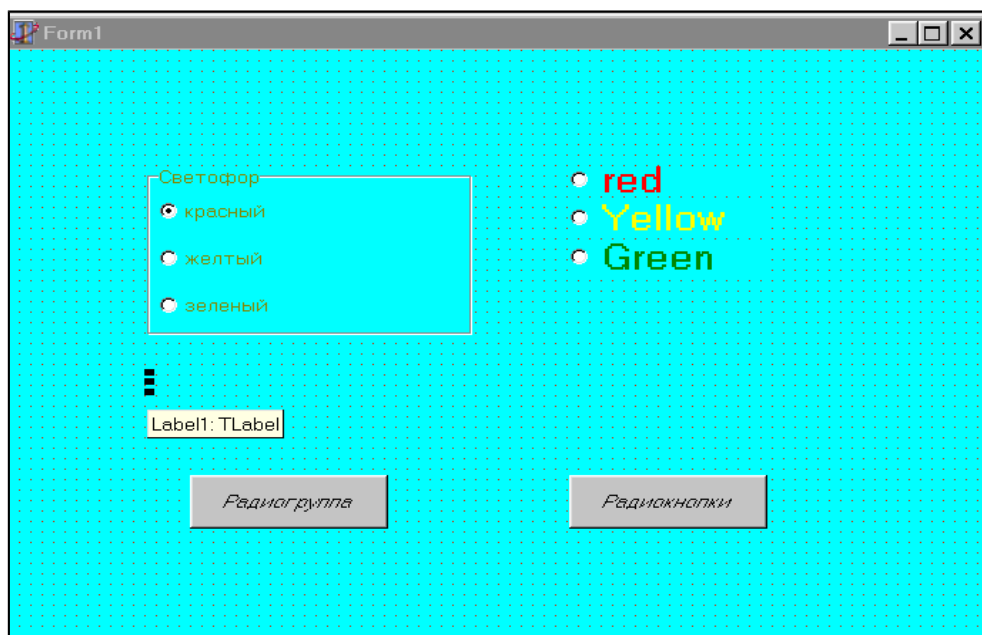 Form1
Светофор
красный
желтый
зеленый
red
Yellow
Green
Label1: TLabel
Радиогруппа
Радиокнопки